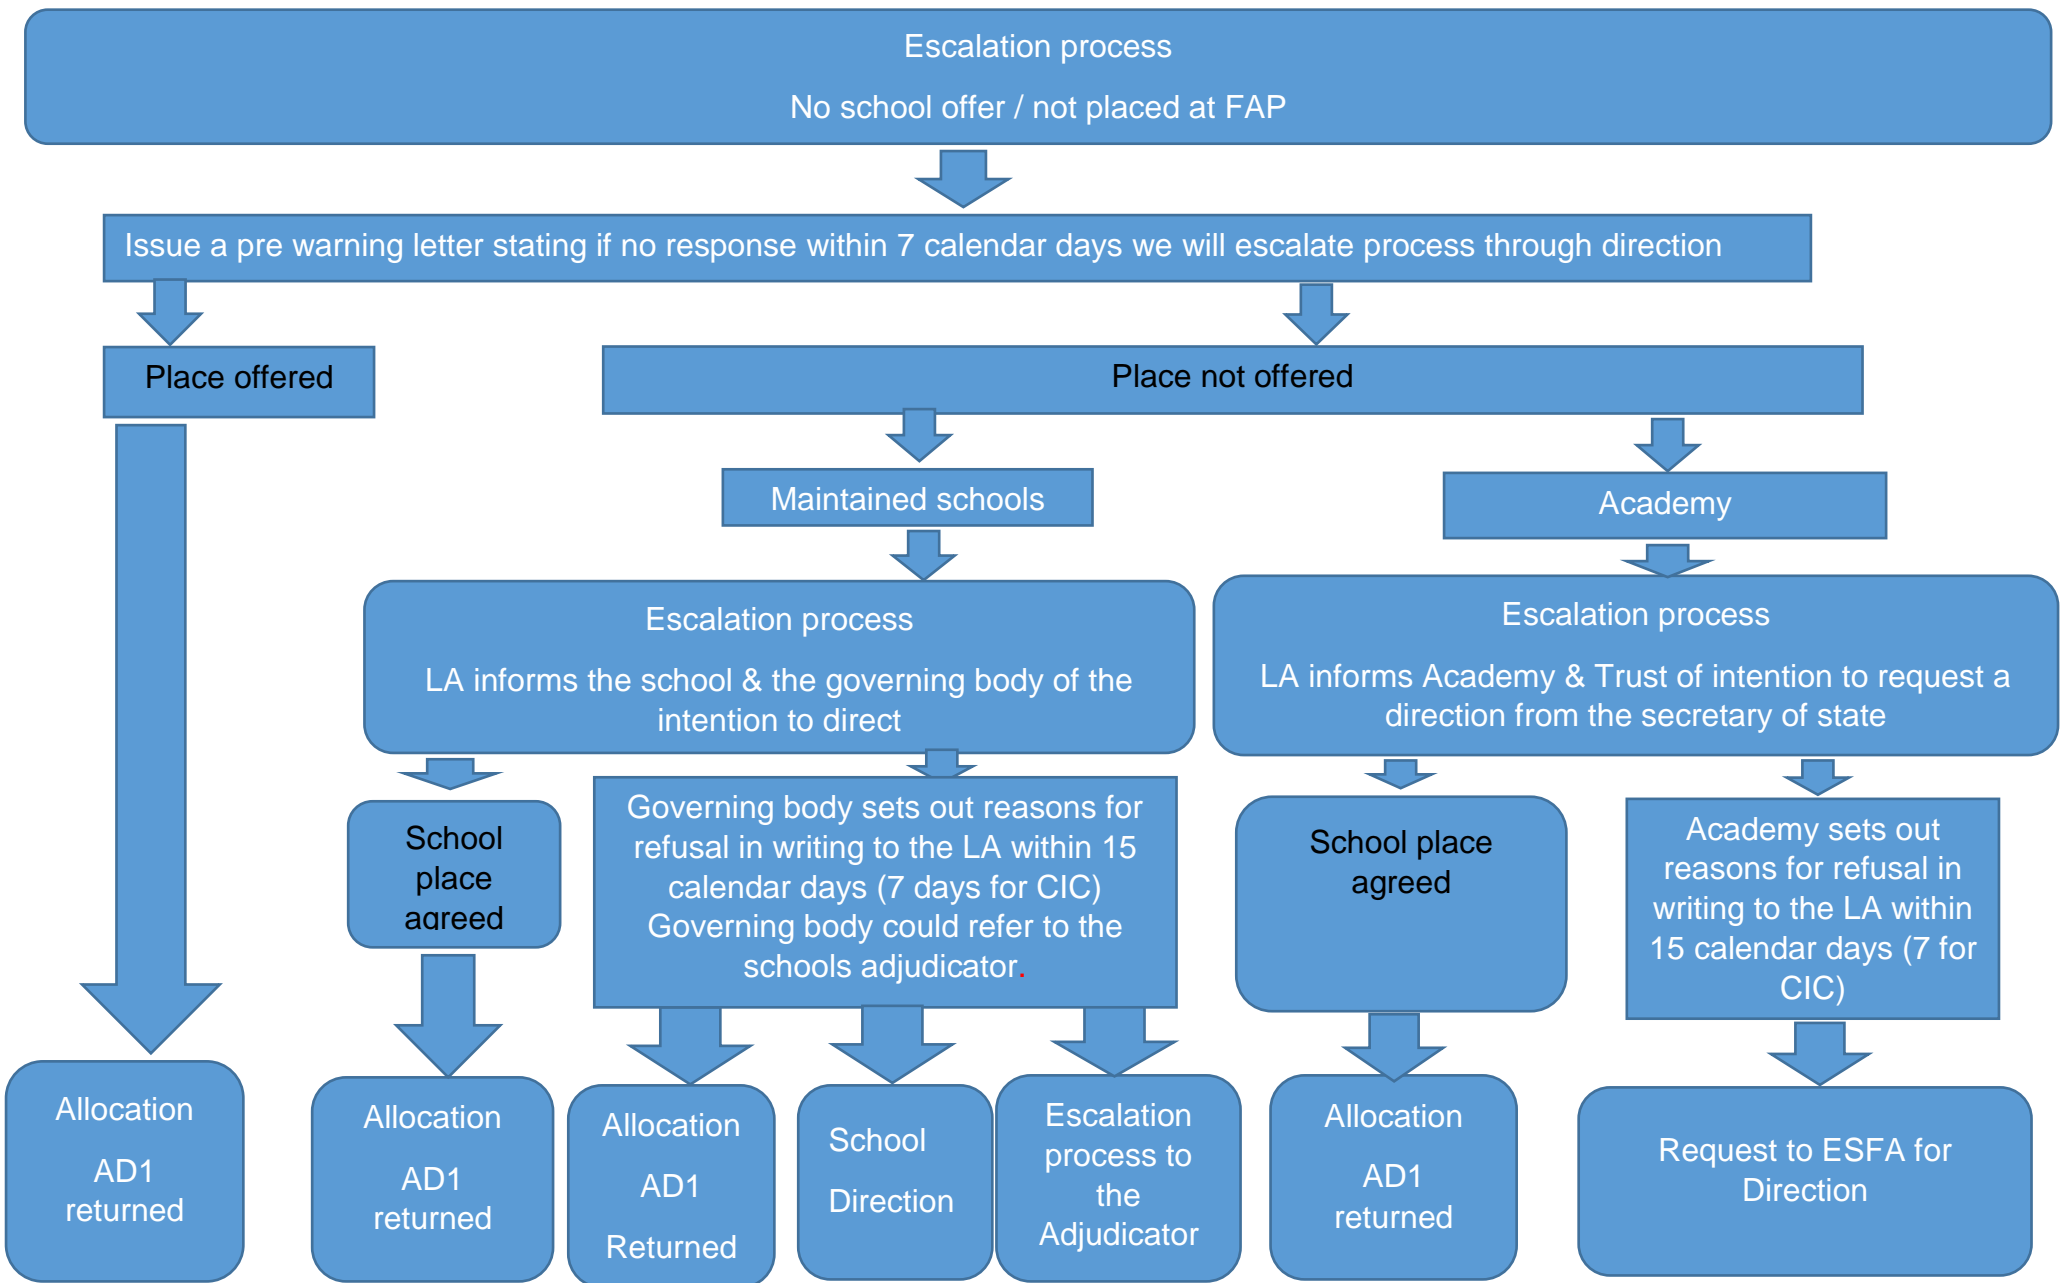 Escalation process
No school offer / not placed at FAP
Issue a pre warning letter stating if no response within 7 calendar days we will escalate process through direction
Place offered
Place not offered
Maintained schools
Academy
Escalation process
LA informs the school & the governing body of the
intention to direct
Escalation process
LA informs Academy & Trust of intention to request a
direction from the secretary of state
School
place
agreed
Governing body sets out reasons for
refusal in writing to the LA within 15
calendar days (7 days for CIC)
Governing body could refer to the
schools adjudicator.
School place
agreed
Academy sets out
reasons for refusal in
writing to the LA within
15 calendar days (7 for
CIC)
Allocation
AD1
returned
Allocation
AD1
returned
Allocation
AD1
Returned
School
Direction
Escalation
process to
the
Adjudicator
Allocation
AD1
returned
Request to ESFA for
Direction